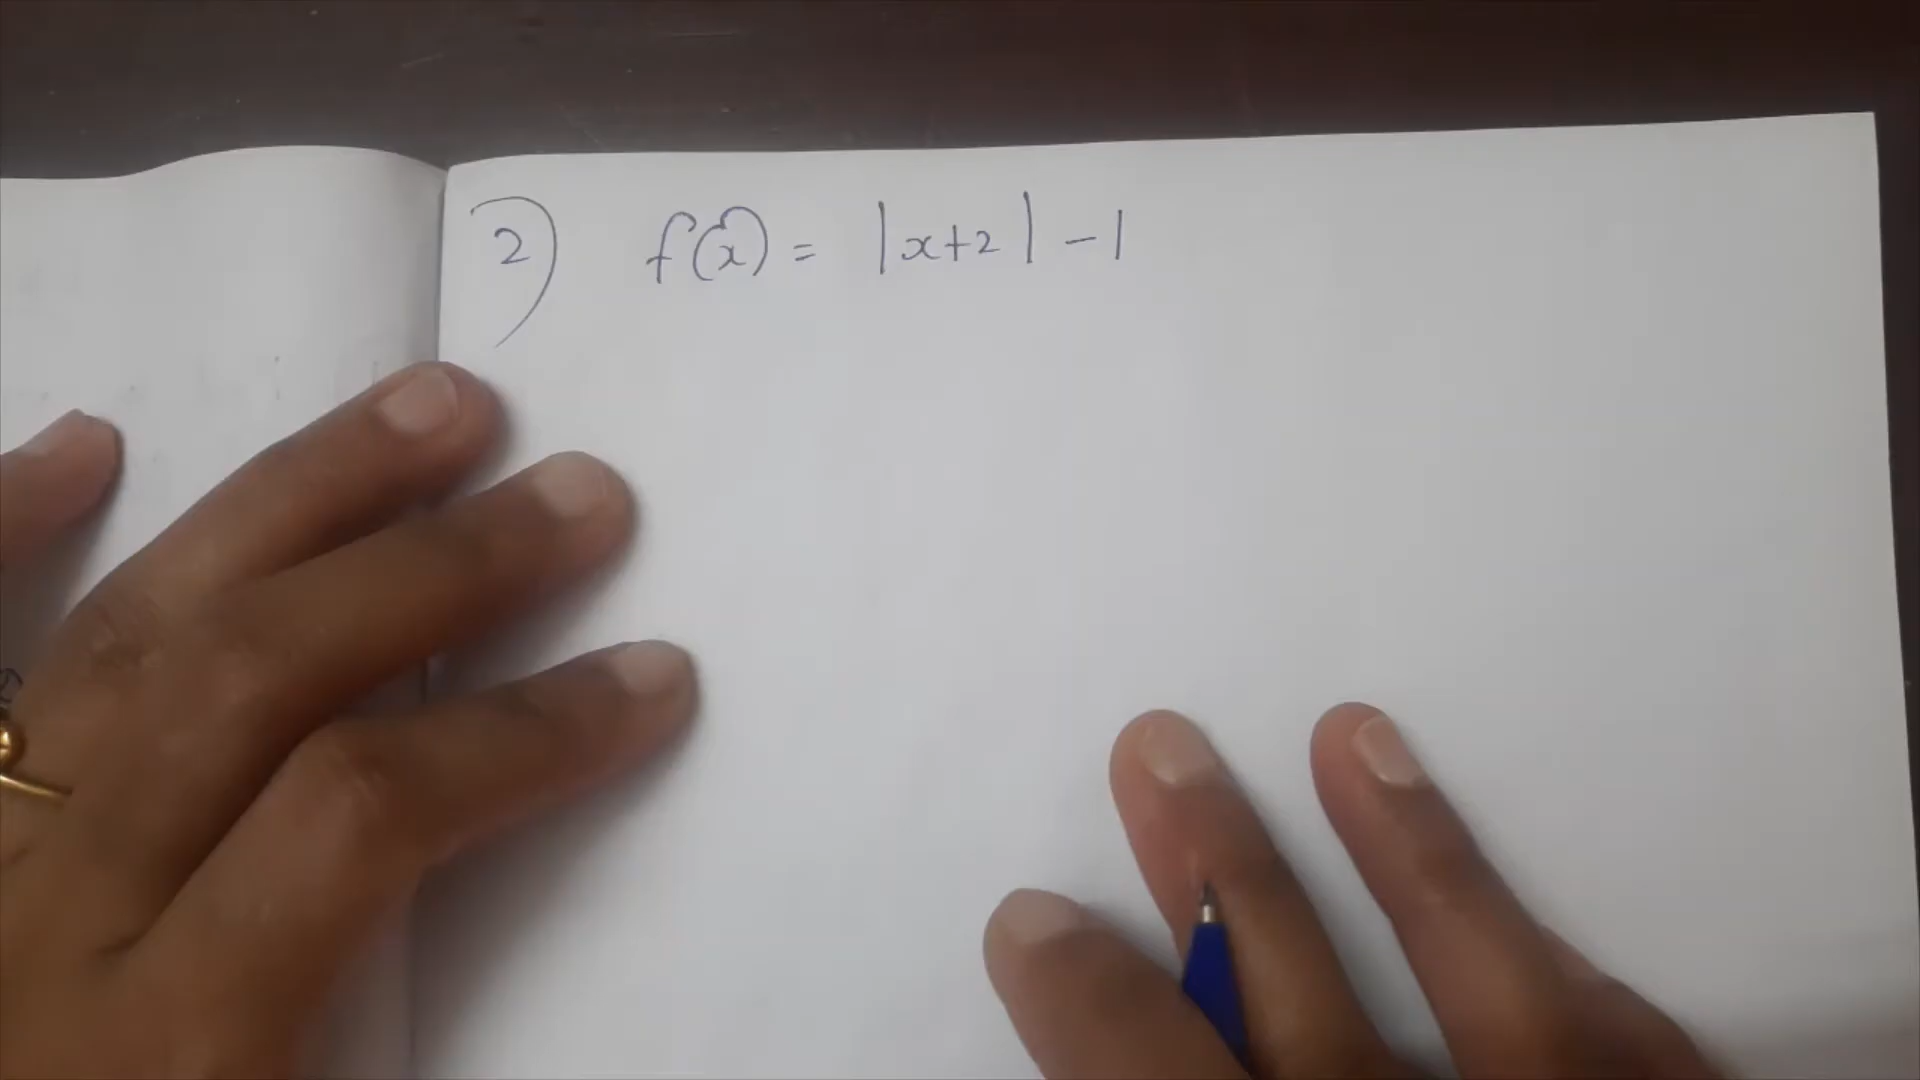 2) f(x) = |x+2| -1